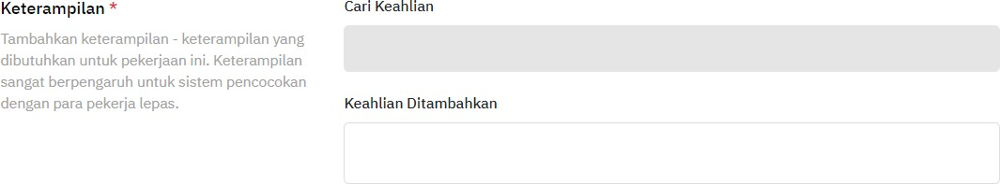 Keterampilan *
Tambahkan keterampilan - keterampilan yang
dibutuhkan untuk pekerjaan ini. Keterampilan
sangat berpengaruh untuk sistem pencocokan
dengan para pekerja lepas.
Cari Keahlian
Keahlian Ditambahkan